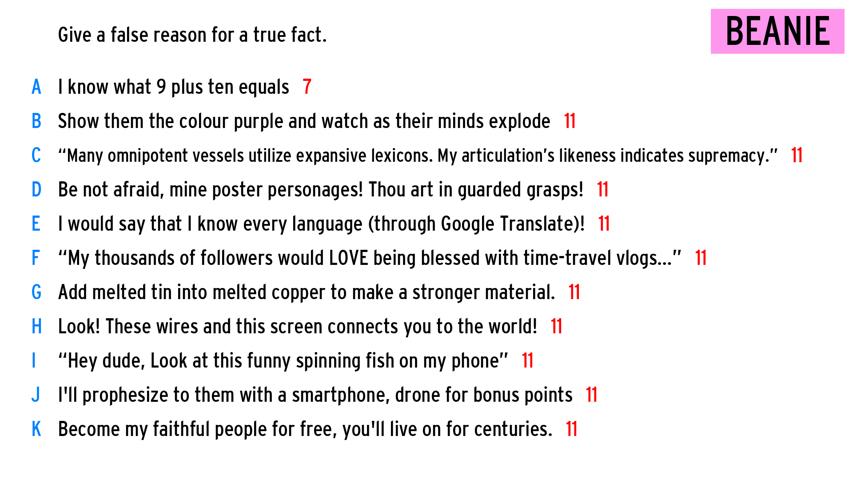 Give a false reason for a true fact.
BEANIE
A I know what 9 plus ten equals 7
B Show them the colour purple and watch as their minds explode 11
C “Many omnipotent vessels utilize expansive lexicons. My articulation’s likeness indicates supremacy.” 11
D Be not afraid, mine poster personages! Thou art in guarded grasps! 11
E I would say that I know every language (through Google Translate)! 11
F “My thousands of followers would LOVE being blessed with time-travel vlogs...” 11
G Add melted tin into melted copper to make a stronger material. 11
H Look! These wires and this screen connects you to the world! 11
I “Hey dude, Look at this funny spinning fish on my phone” 11
J I'll prophesize to them with a smartphone, drone for bonus points 11
K Become my faithful people for free, you'll live on for centuries. 11